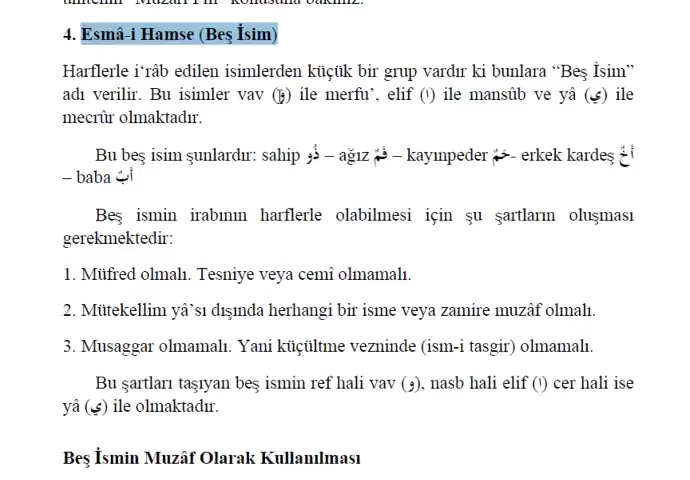 4. Esmâ-i Hamse (Beş İsim)
Harflerle i‘râb edilen isimlerden küçük bir grup vardır ki bunlara “Beş İsim”
adı verilir. Bu isimler vav (و) ile merfu’, elif (ا) ile mansûb ve yâ (ي) ile
mecrûr olmaktadır.
Bu beş isim şunlardır: sahip ذُو – ağız فَمٌ – kayınpeder حَمٌ- erkek kardeş أَخٌ
– baba أَبٌ
Beş ismin irabının harflerle olabilmesi için şu şartların oluşması
gerekmektedir:
1. Müfred olmalı. Tesniye veya cemî olmamalı.
2. Mütekellim yâ’sı dışında herhangi bir isme veya zamire muzâf olmalı.
3. Musaggar olmamalı. Yani küçültme vezninde (ism-i tasgir) olmamalı.
Bu şartları taşıyan beş ismin ref hali vav (و), nasb hali elif (ا) cer hali ise
yâ (ي) ile olmaktadır.
Beş İsmin Muzâf Olarak Kullanılması